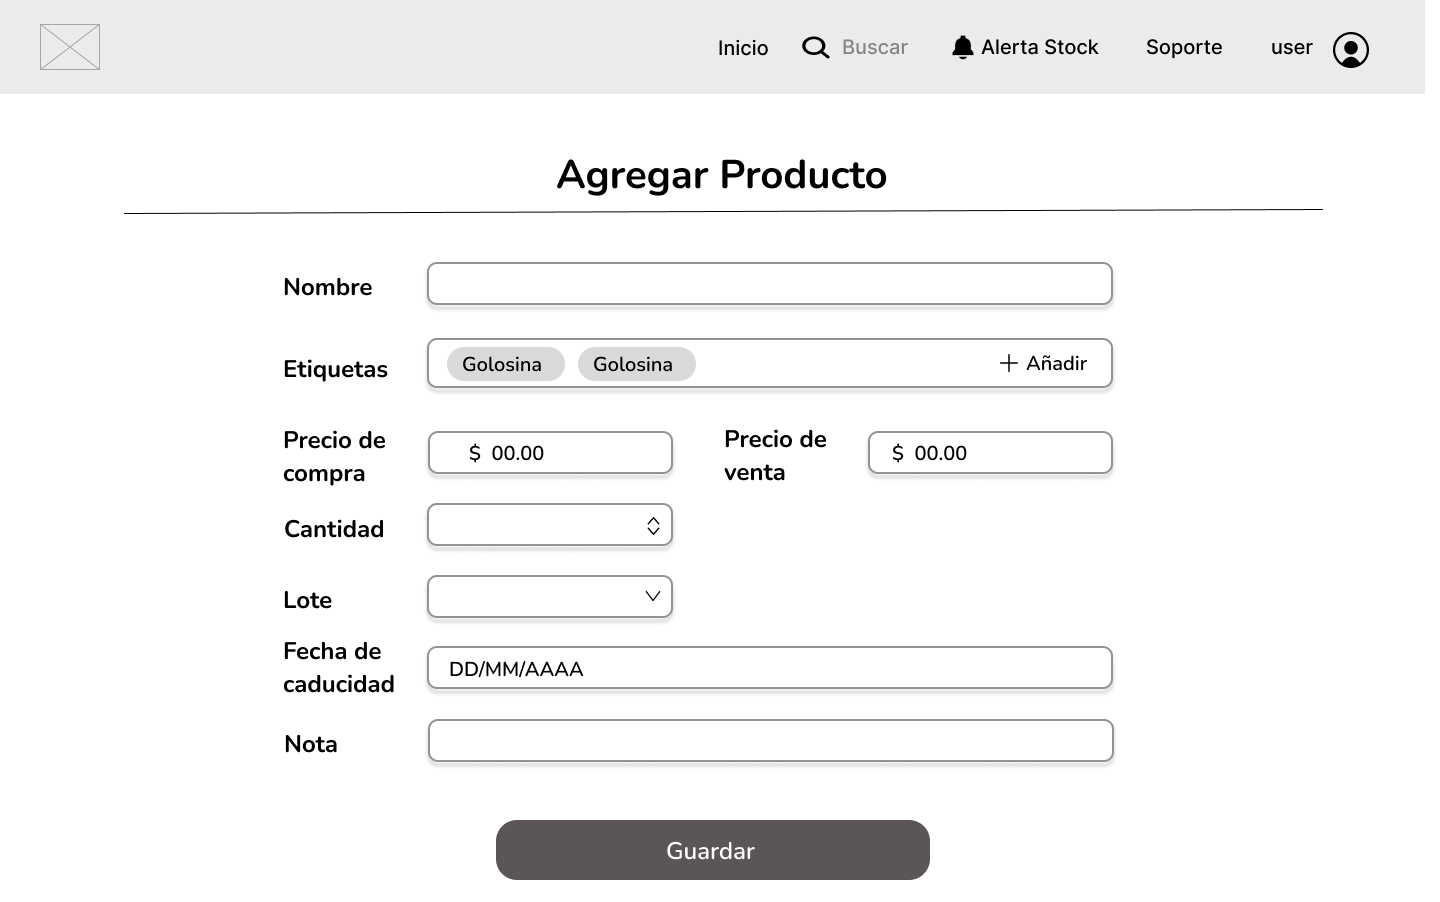 Inicio Buscar Alerta Stock Soporte user
Agregar Producto
Nombre
Etiquetas Golosina Golosina + Añadir
Precio de
compra
$ 00.00
Precio de
venta
$ 00.00
Cantidad
Lote
Fecha de
caducidad
DD/MM/AAAA
Nota
Guardar